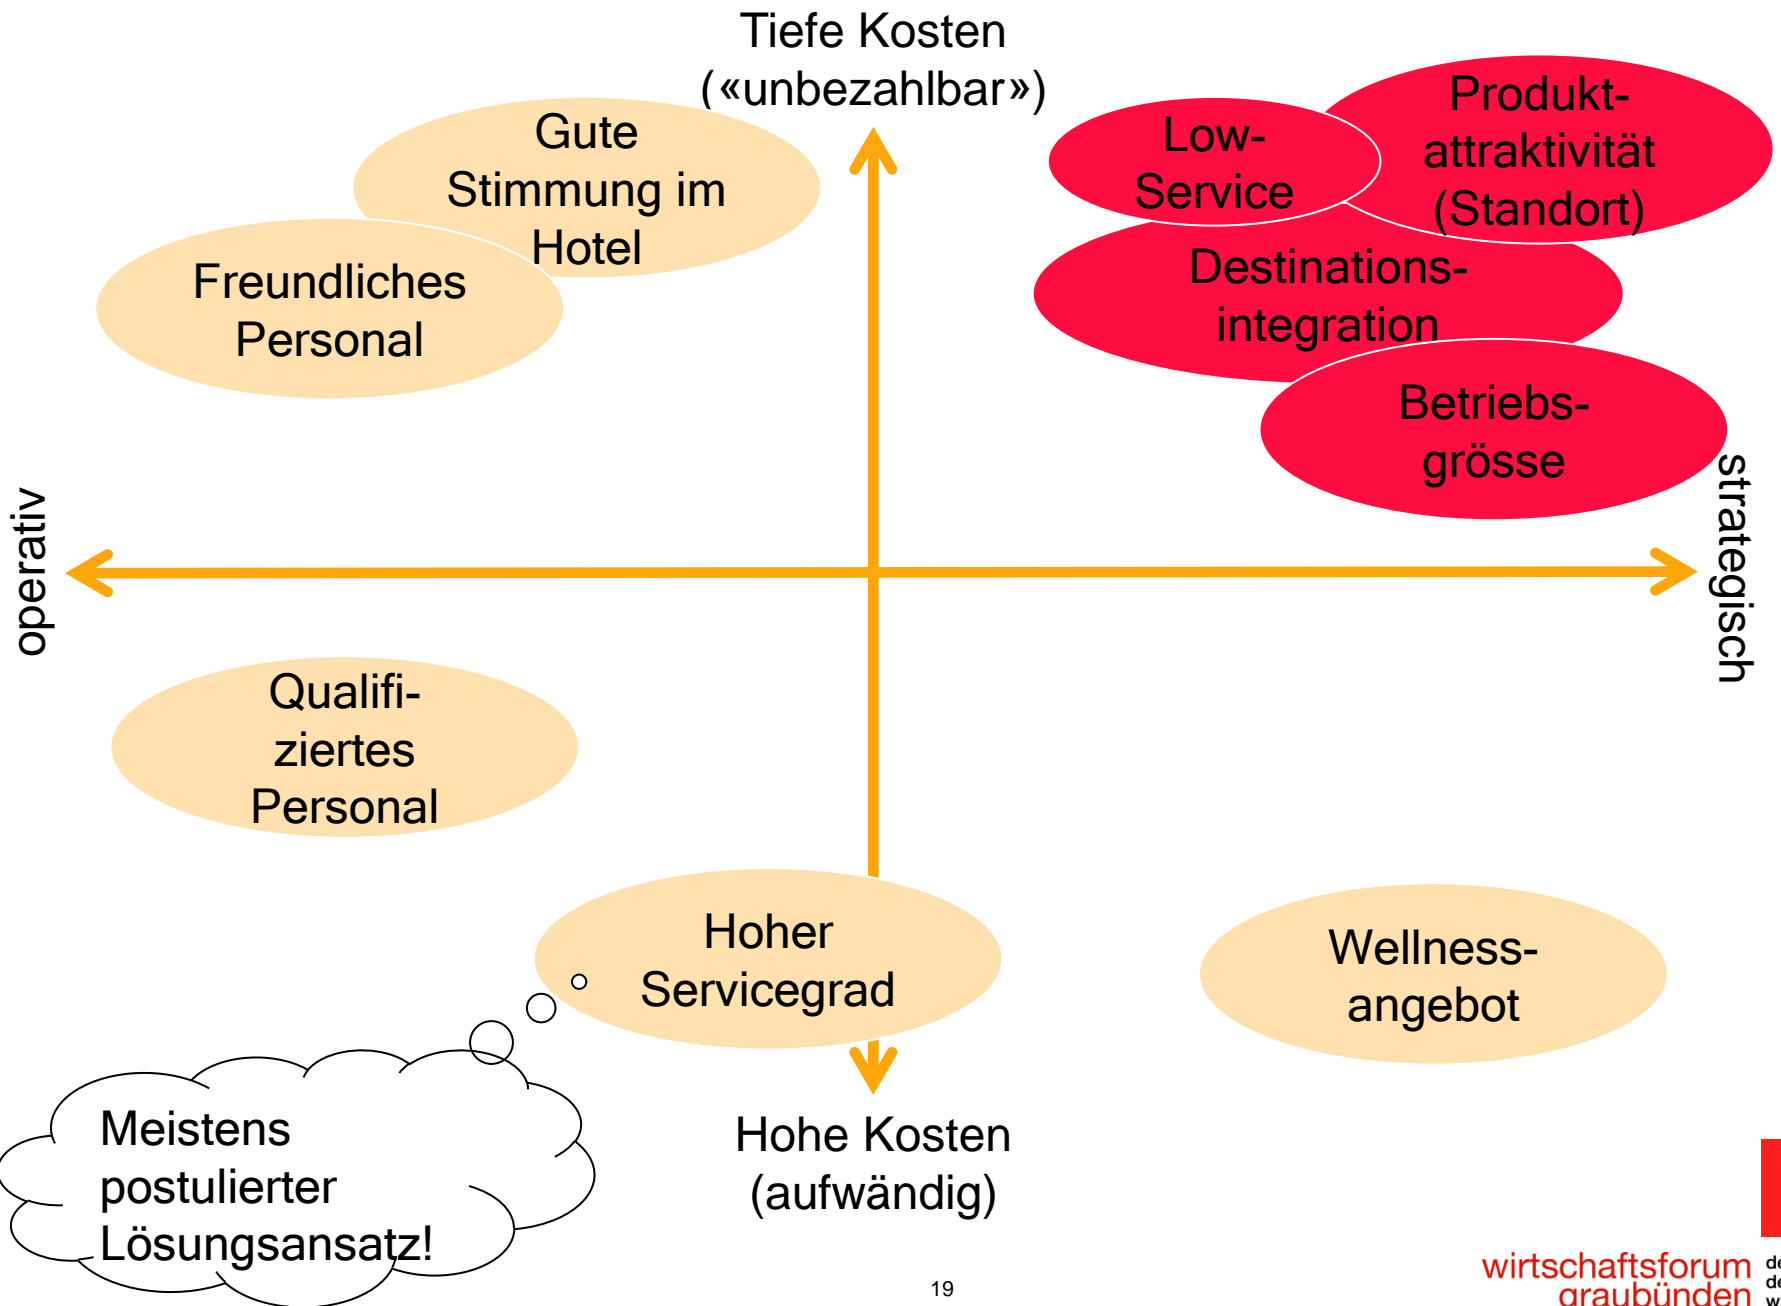 Tiefe Kosten
(«unbezahlbar»)
Gute
Stimmung im
Hotel
Freundliches
Personal
Low-
Service
Produkt-
attraktivität
(Standort)
Destinations-
integration
Betriebs-
grösse
operativ
strategisch
Qualifi-
ziertes
Personal
Hoher
Servicegrad
Wellness-
angebot
Meistens
postulierter
Lösungsansatz!
Hohe Kosten
(aufwändig)
19
wirtschaftsforum
graubünden